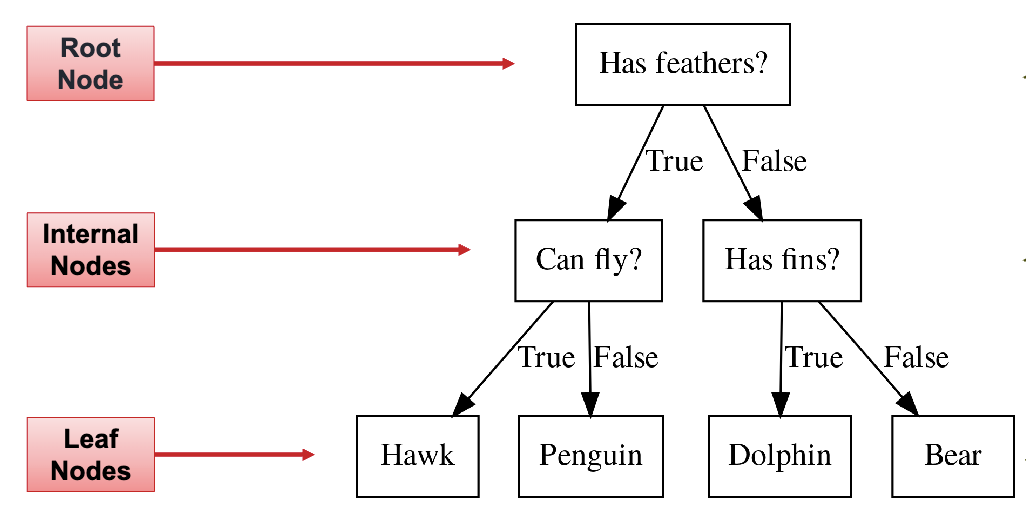 Root
Node
Has feathers?
True
False
Internal
Nodes
Can fly?
Has fins?
True
False
True
False
Leaf
Nodes
Hawk
Penguin
Dolphin
Bear